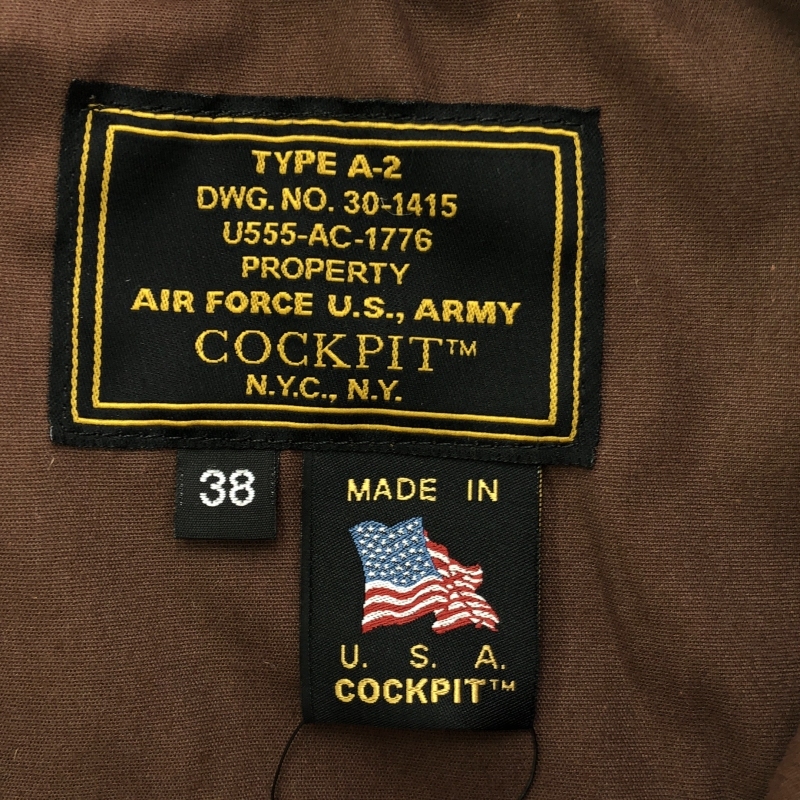 TYPE A-2
DWG. NO. 30-1415
U555-AC-1776
PROPERTY
AIR FORCE U.S., ARMY
COCKPIT™
N.Y.C., N.Y.
38
MADE IN
U. S. A.
COCKPIT™